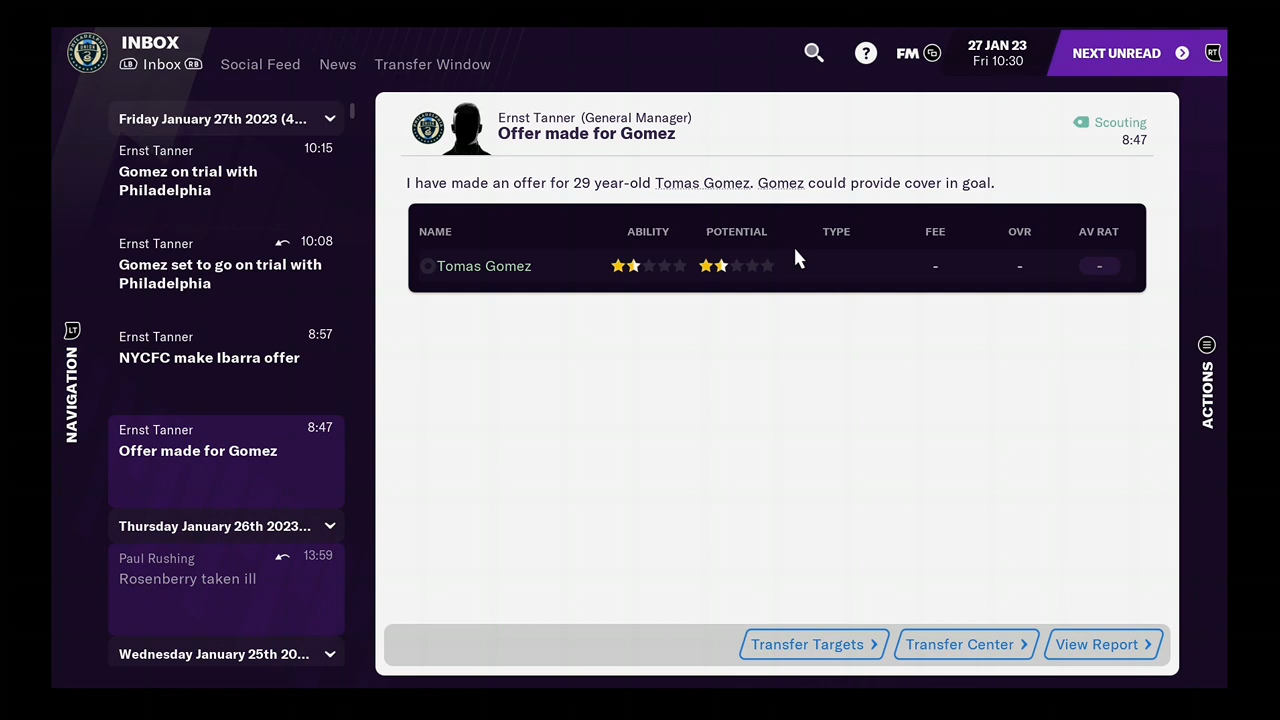 INBOX
LB Inbox RB Social Feed News Transfer Window
FM
27 JAN 23
Fri 10:30
NEXT UNREAD RT
LT
NAVIGATION
Friday January 27th 2023 (4...
Ernst Tanner 10:15
Gomez on trial with
Philadelphia
Ernst Tanner 10:08
Gomez set to go on trial with
Philadelphia
Ernst Tanner 8:57
NYCFC make Ibarra offer
Ernst Tanner 8:47
Offer made for Gomez
Thursday January 26th 2023...
Paul Rushing 13:59
Rosenberry taken ill
Wednesday January 25th 20...
Ernst Tanner (General Manager)
Offer made for Gomez
Scouting
8:47
I have made an offer for 29 year-old Tomas Gomez. Gomez could provide cover in goal.
NAME ABILITY POTENTIAL TYPE FEE OVR AV RAT
Tomas Gomez - - -
Transfer Targets Transfer Center View Report
ACTIONS